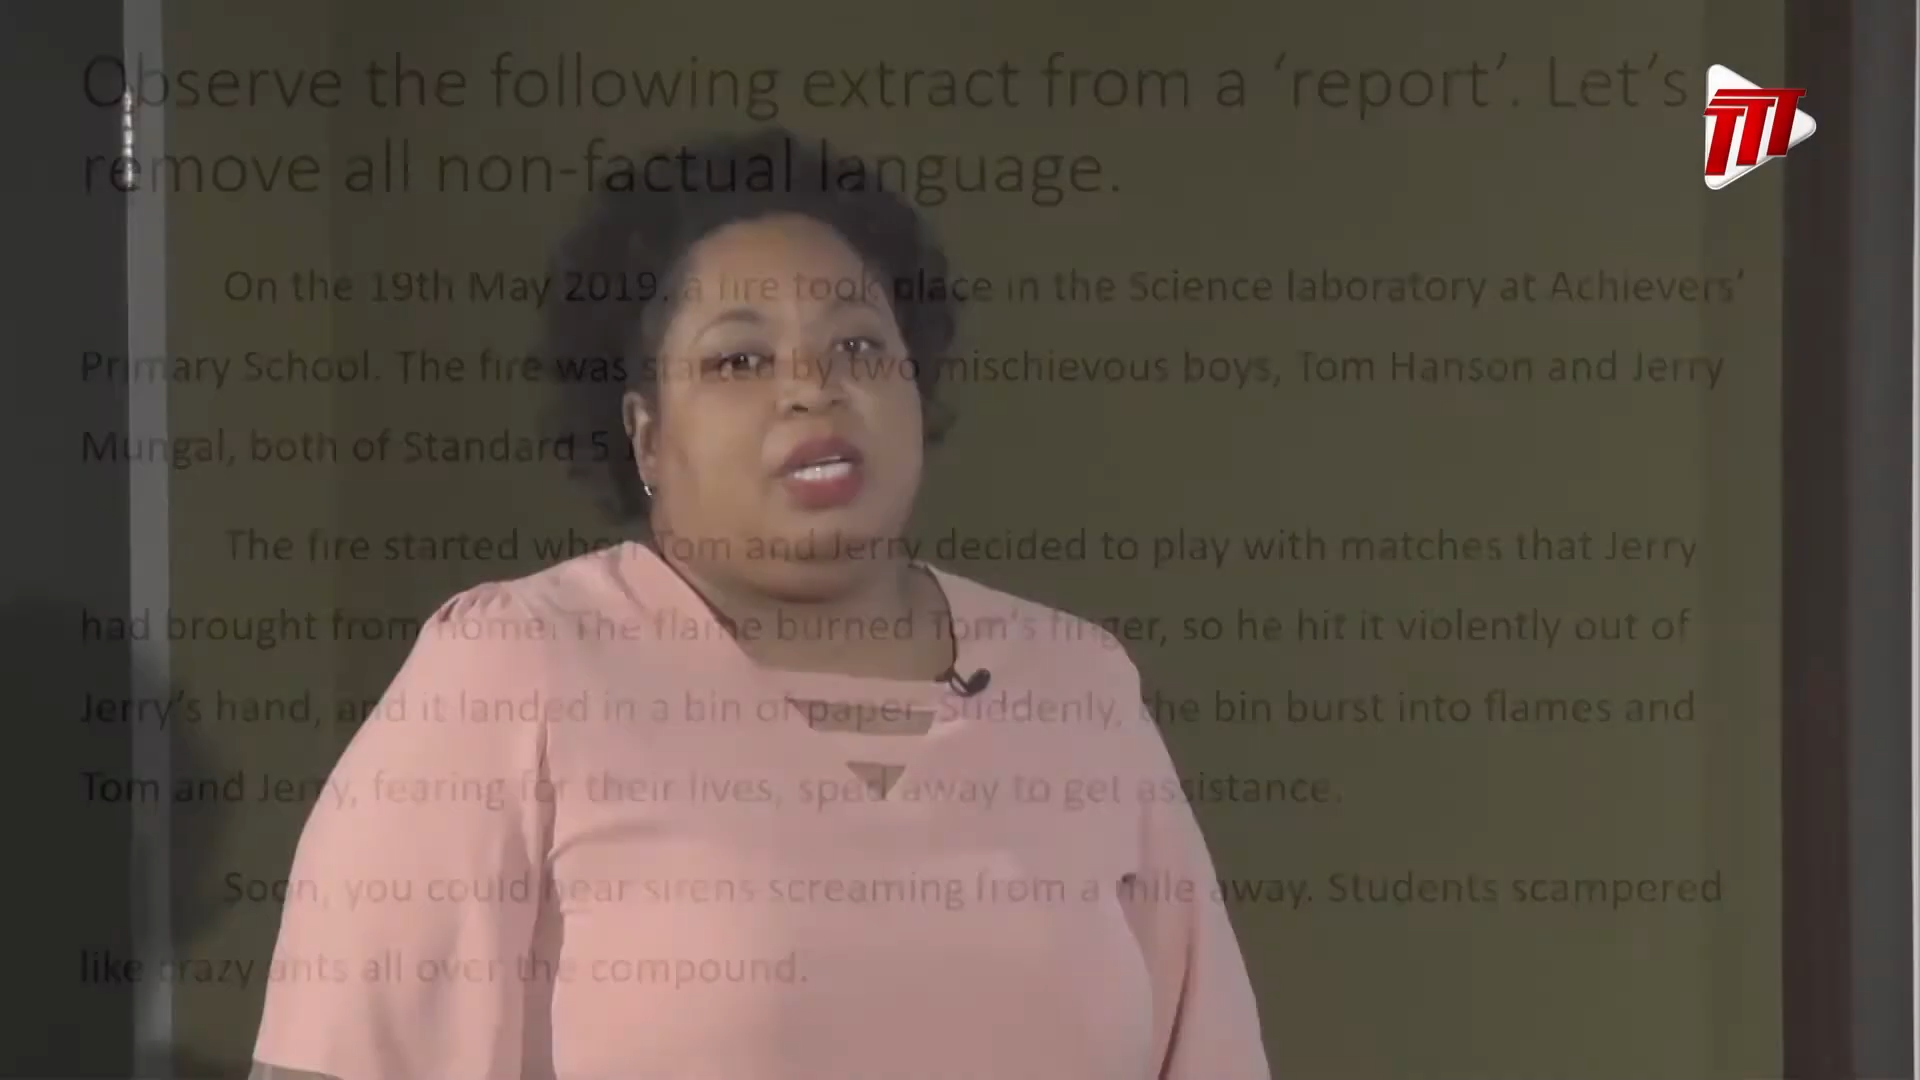 Observe the following extract from a ‘report’. Let’s
remove all non-factual language.
TTT
On the 19th May 2019, a fire took place in the Science laboratory at Achievers’
Primary School. The fire was started by two mischievous boys, Tom Hanson and Jerry
Mungal, both of Standard 5
The fire started when Tom and Jerry decided to play with matches that Jerry
had brought from home. The flame burned Tom’s finger, so he hit it violently out of
Jerry’s hand, and it landed in a bin of paper. Suddenly, the bin burst into flames and
Tom and Jerry, fearing for their lives, sped away to get assistance.
Soon, you could hear sirens screaming from a mile away. Students scampered
like crazy ants all over the compound.